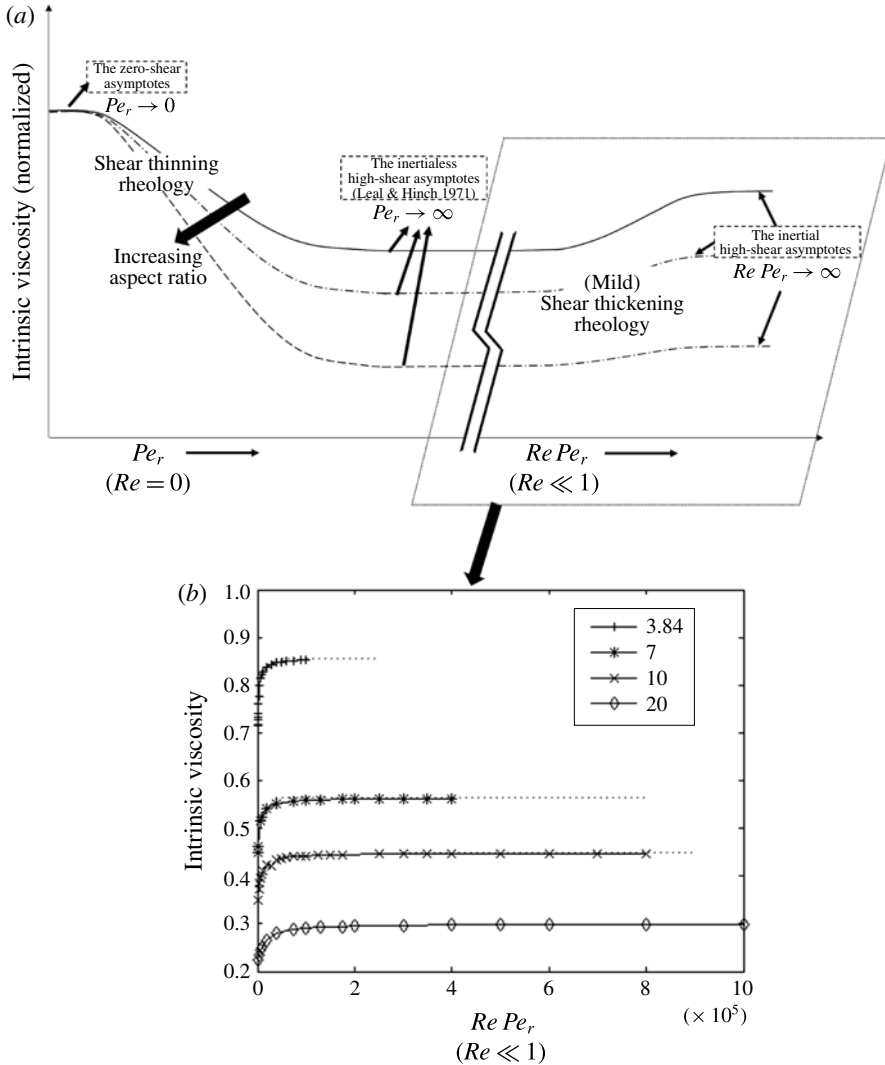 (a)
Intrinsic viscosity (normalized)
The zero-shear
asymptotes
Pe_r → 0
Shear thinning
rheology
Increasing
aspect ratio
The inertialess
high-shear asymptotes
(Leal & Hinch 1971)
Pe_r → ∞
The inertial
high-shear asymptotes
Re Pe_r → ∞
(Mild)
Shear thickening
rheology
Pe_r
(Re = 0)
Re Pe_r
(Re ≪ 1)
(b)
Intrinsic viscosity
1.0
0.9
0.8
0.7
0.6
0.5
0.4
0.3
0.2
3.84
7
10
20
0 2 4 6 8 10
(× 10⁵)
Re Pe_r
(Re ≪ 1)